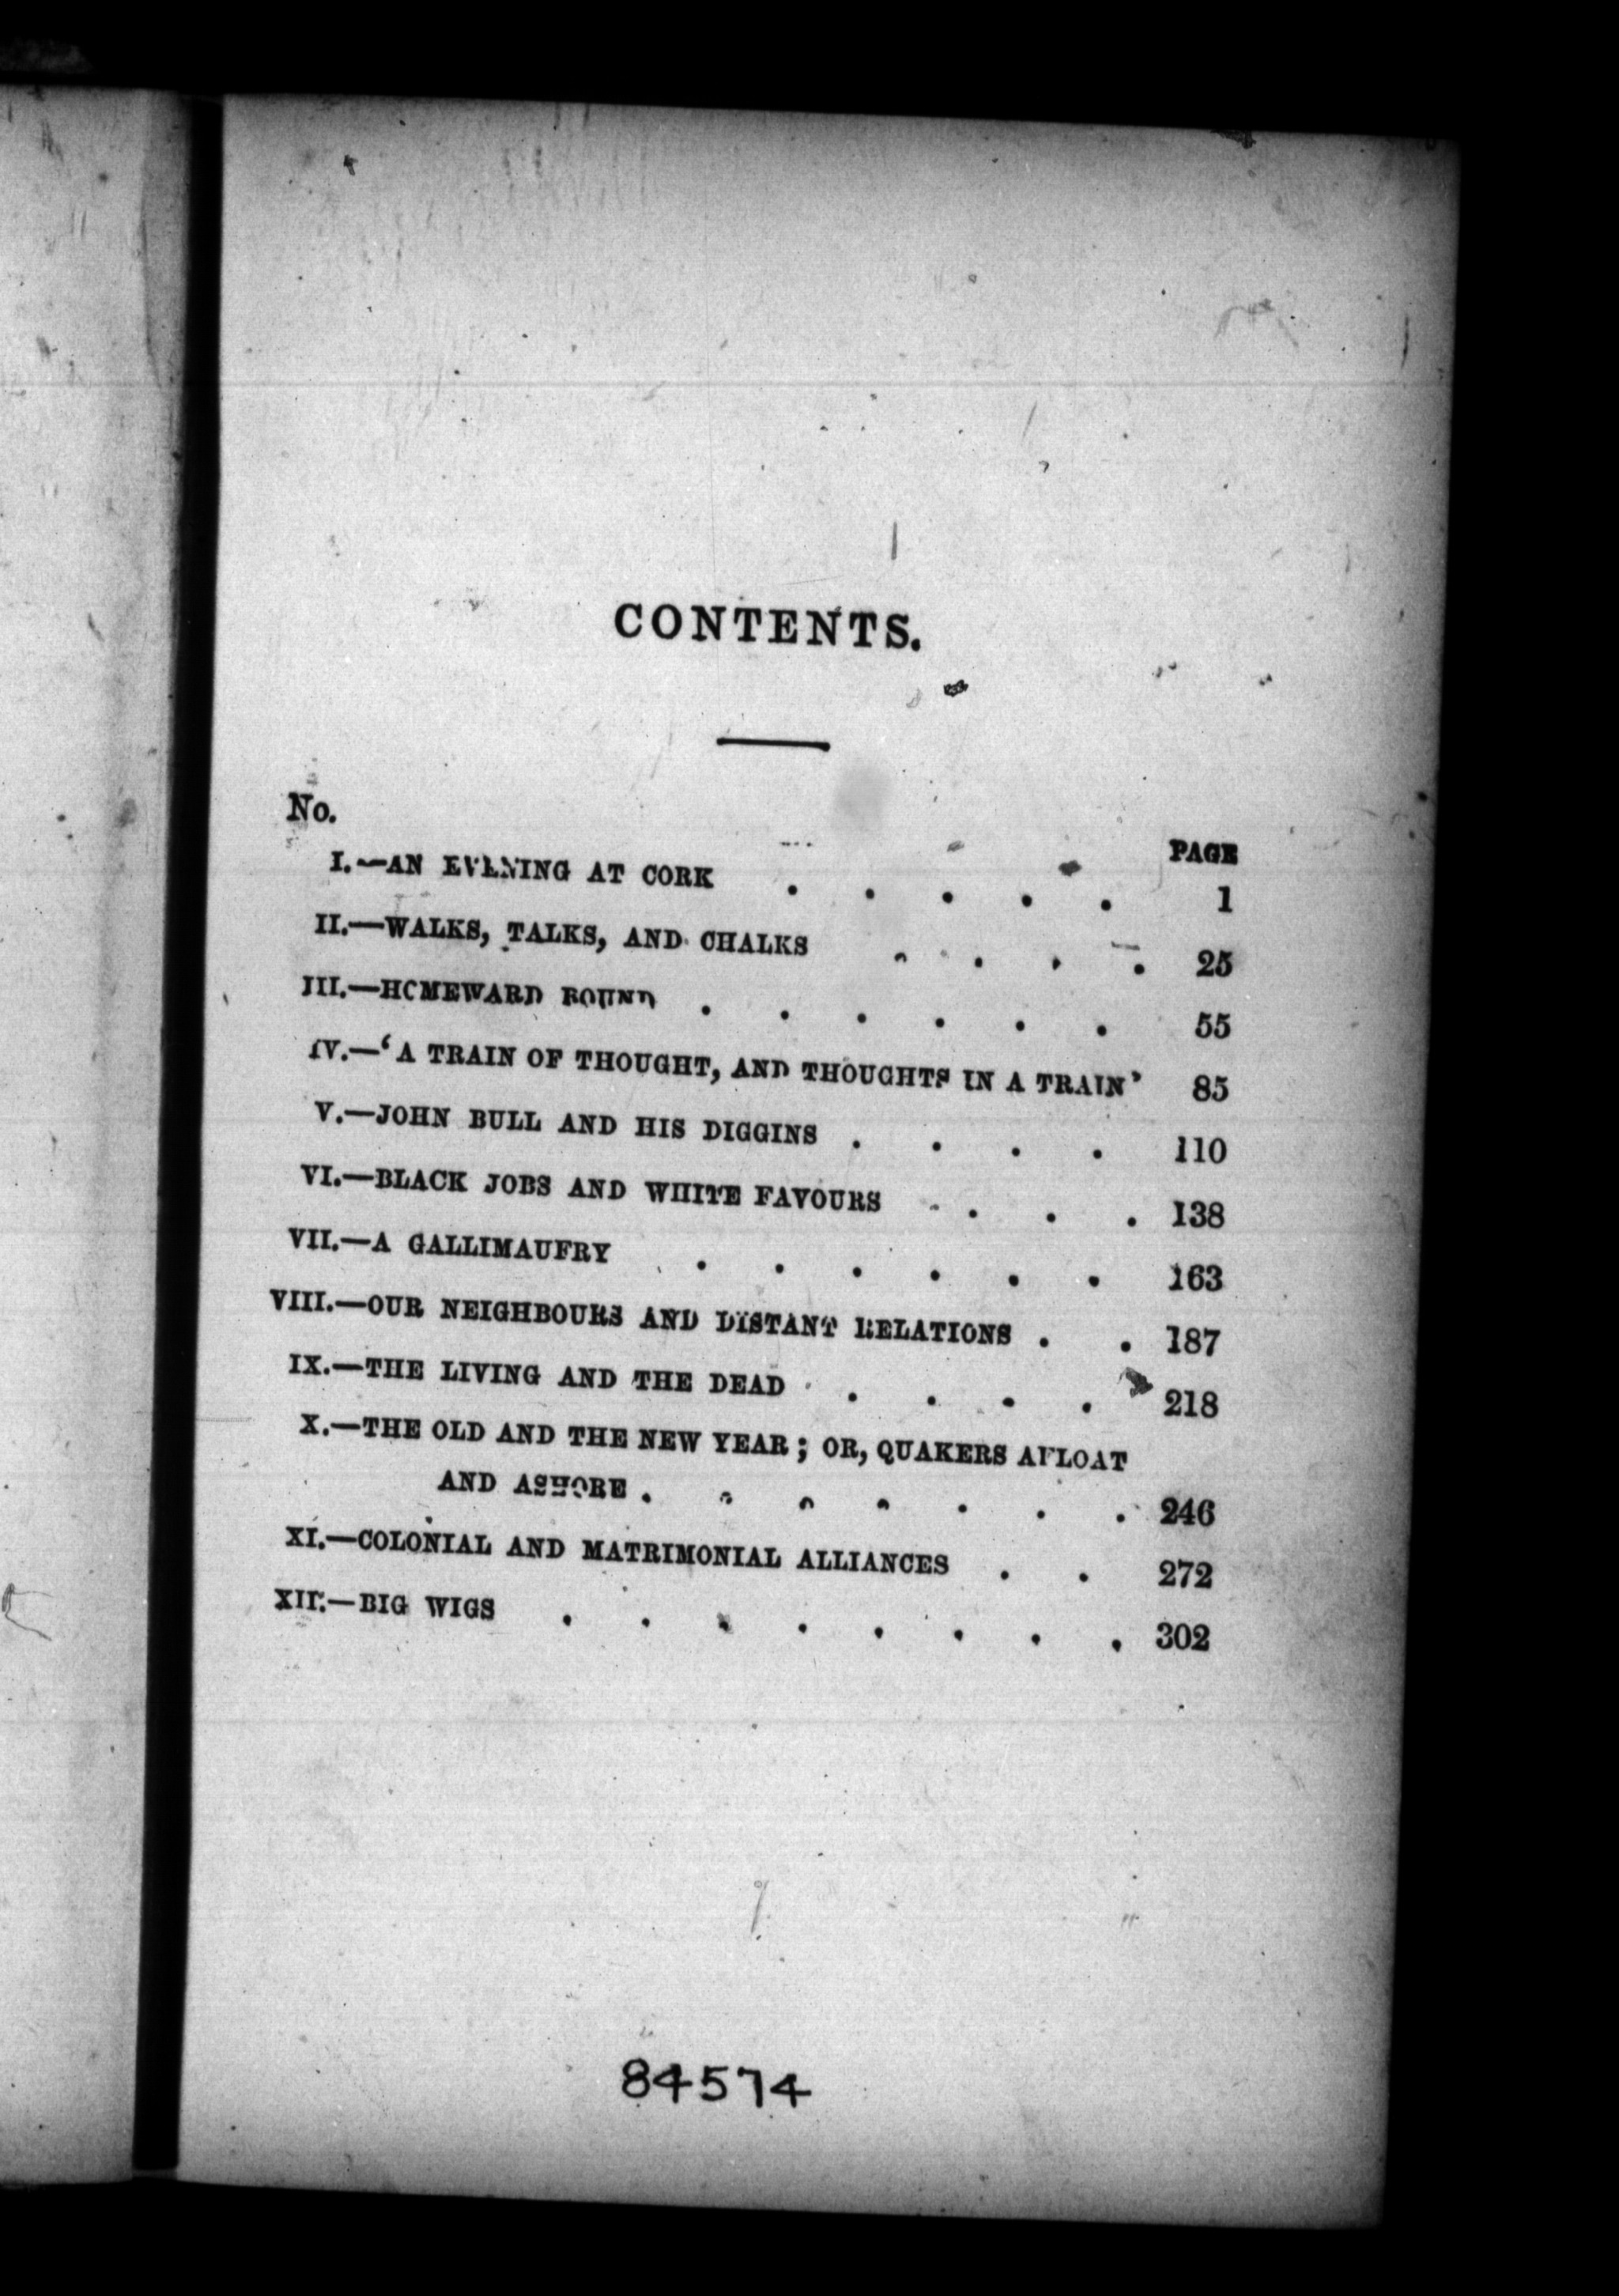 CONTENTS.
No.
PAGE
I.—AN EVENING AT CORK . . . . . 1
II.—WALKS, TALKS, AND CHALKS . . . . 25
III.—HOMEWARD BOUND . . . . . . 55
IV.—‘A TRAIN OF THOUGHT, AND THOUGHTS IN A TRAIN’ 85
V.—JOHN BULL AND HIS DIGGINS . . . . 110
VI.—BLACK JOBS AND WHITE FAVOURS . . . . 138
VII.—A GALLIMAUFRY . . . . . . 163
VIII.—OUR NEIGHBOURS AND DISTANT RELATIONS . . 187
IX.—THE LIVING AND THE DEAD . . . . 218
X.—THE OLD AND THE NEW YEAR; OR, QUAKERS AFLOAT
AND ASHORE . . . . . . . 246
XI.—COLONIAL AND MATRIMONIAL ALLIANCES . . 272
XII.—BIG WIGS . . . . . . . . 302
84574